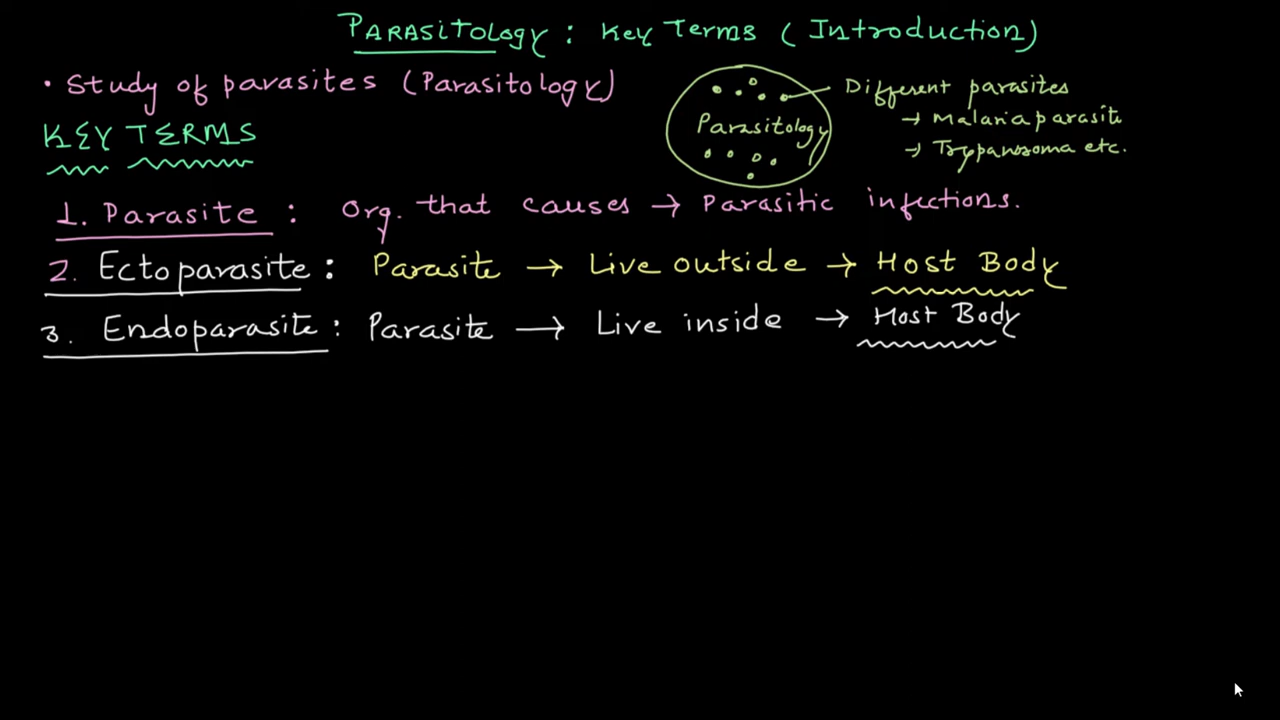 PARASITOLOGY : Key Terms (Introduction)
• Study of parasites (Parasitology)
KEY TERMS
Parasitology
Different parasites
→ Malaria parasite
→ Trypanosoma etc.
1. Parasite : Org. that causes → Parasitic infections.
2. Ectoparasite : Parasite → Live outside → Host Body
3. Endoparasite : Parasite → Live inside → Host Body